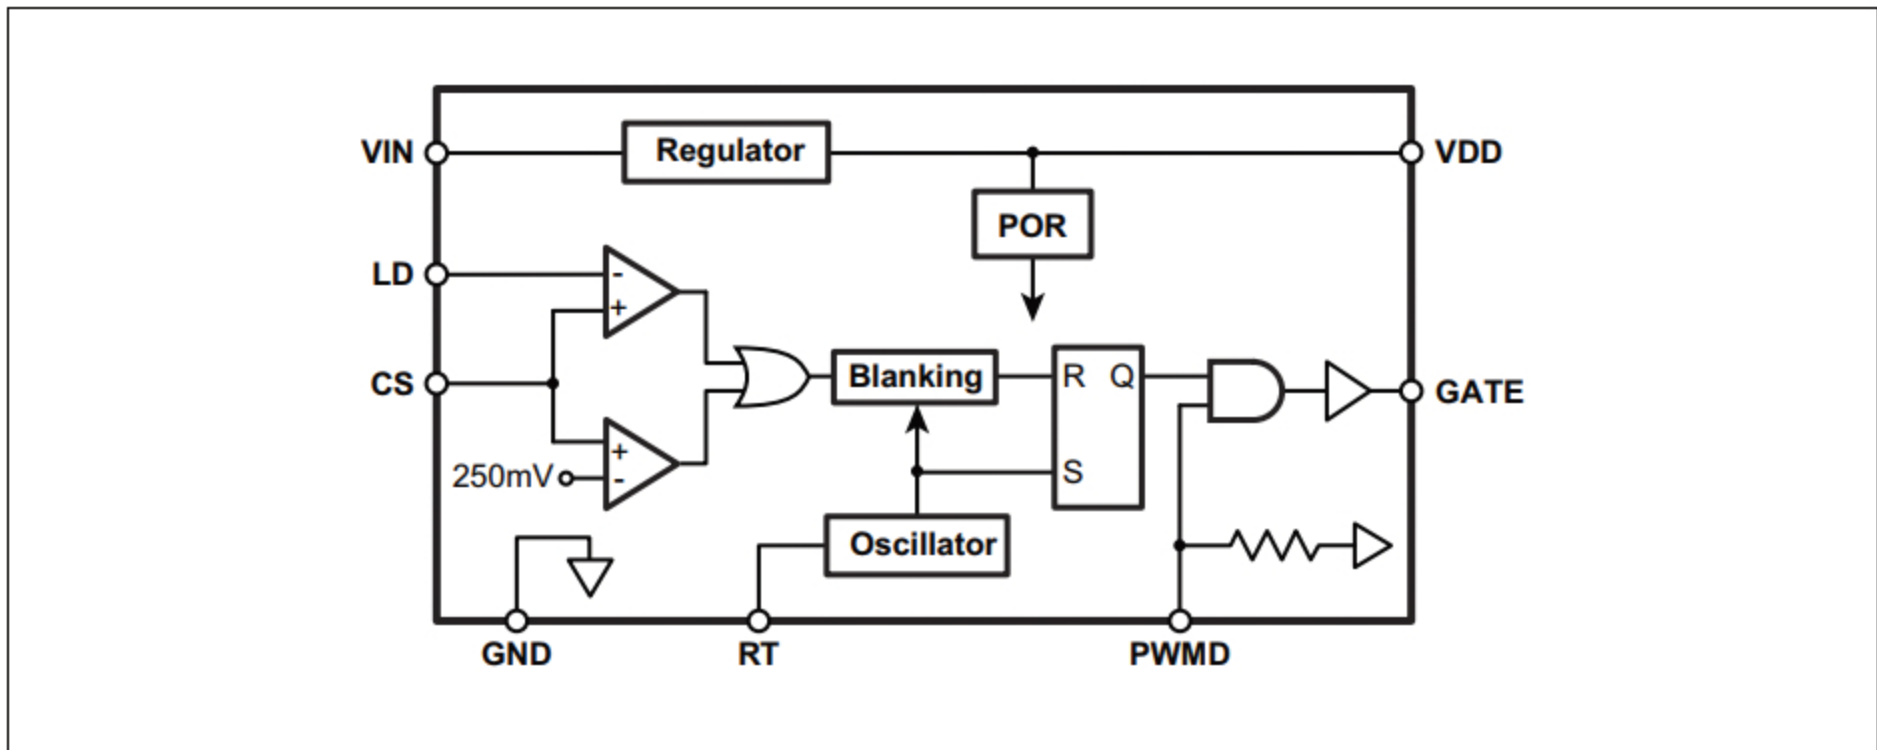 VIN
Regulator
VDD
POR
LD
-
+
CS
Blanking
R Q
GATE
+
250mV
-
S
Oscillator
GND
RT
PWMD